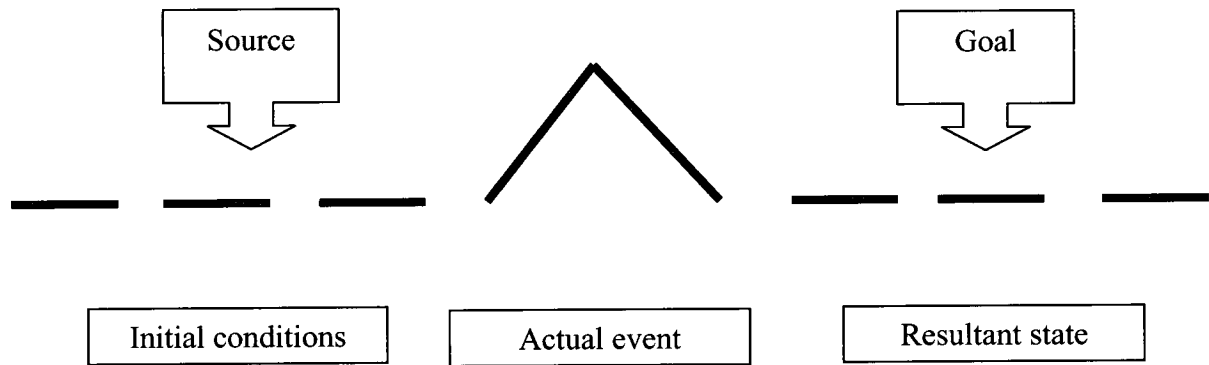 Source
Goal
Initial conditions
Actual event
Resultant state